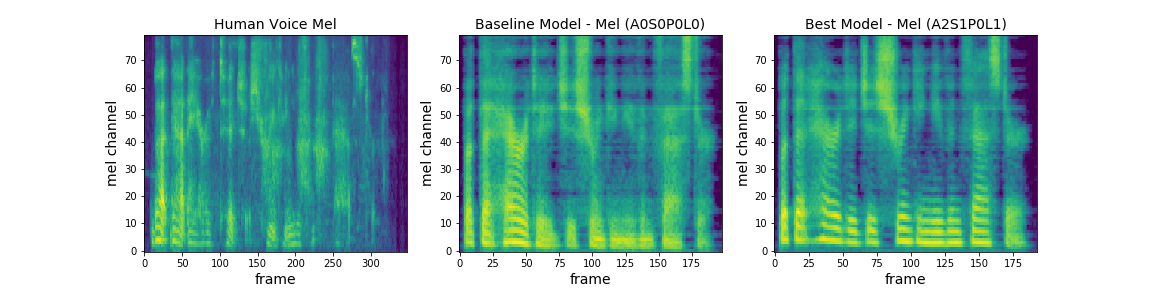 Human Voice Mel
mel channel
70
60
50
40
30
20
10
0
0 50 100 150 200 250 300
frame
Baseline Model - Mel (A0S0P0L0)
mel channel
70
60
50
40
30
20
10
0
0 25 50 75 100 125 150 175
frame
Best Model - Mel (A2S1P0L1)
mel channel
70
60
50
40
30
20
10
0
0 25 50 75 100 125 150 175
frame